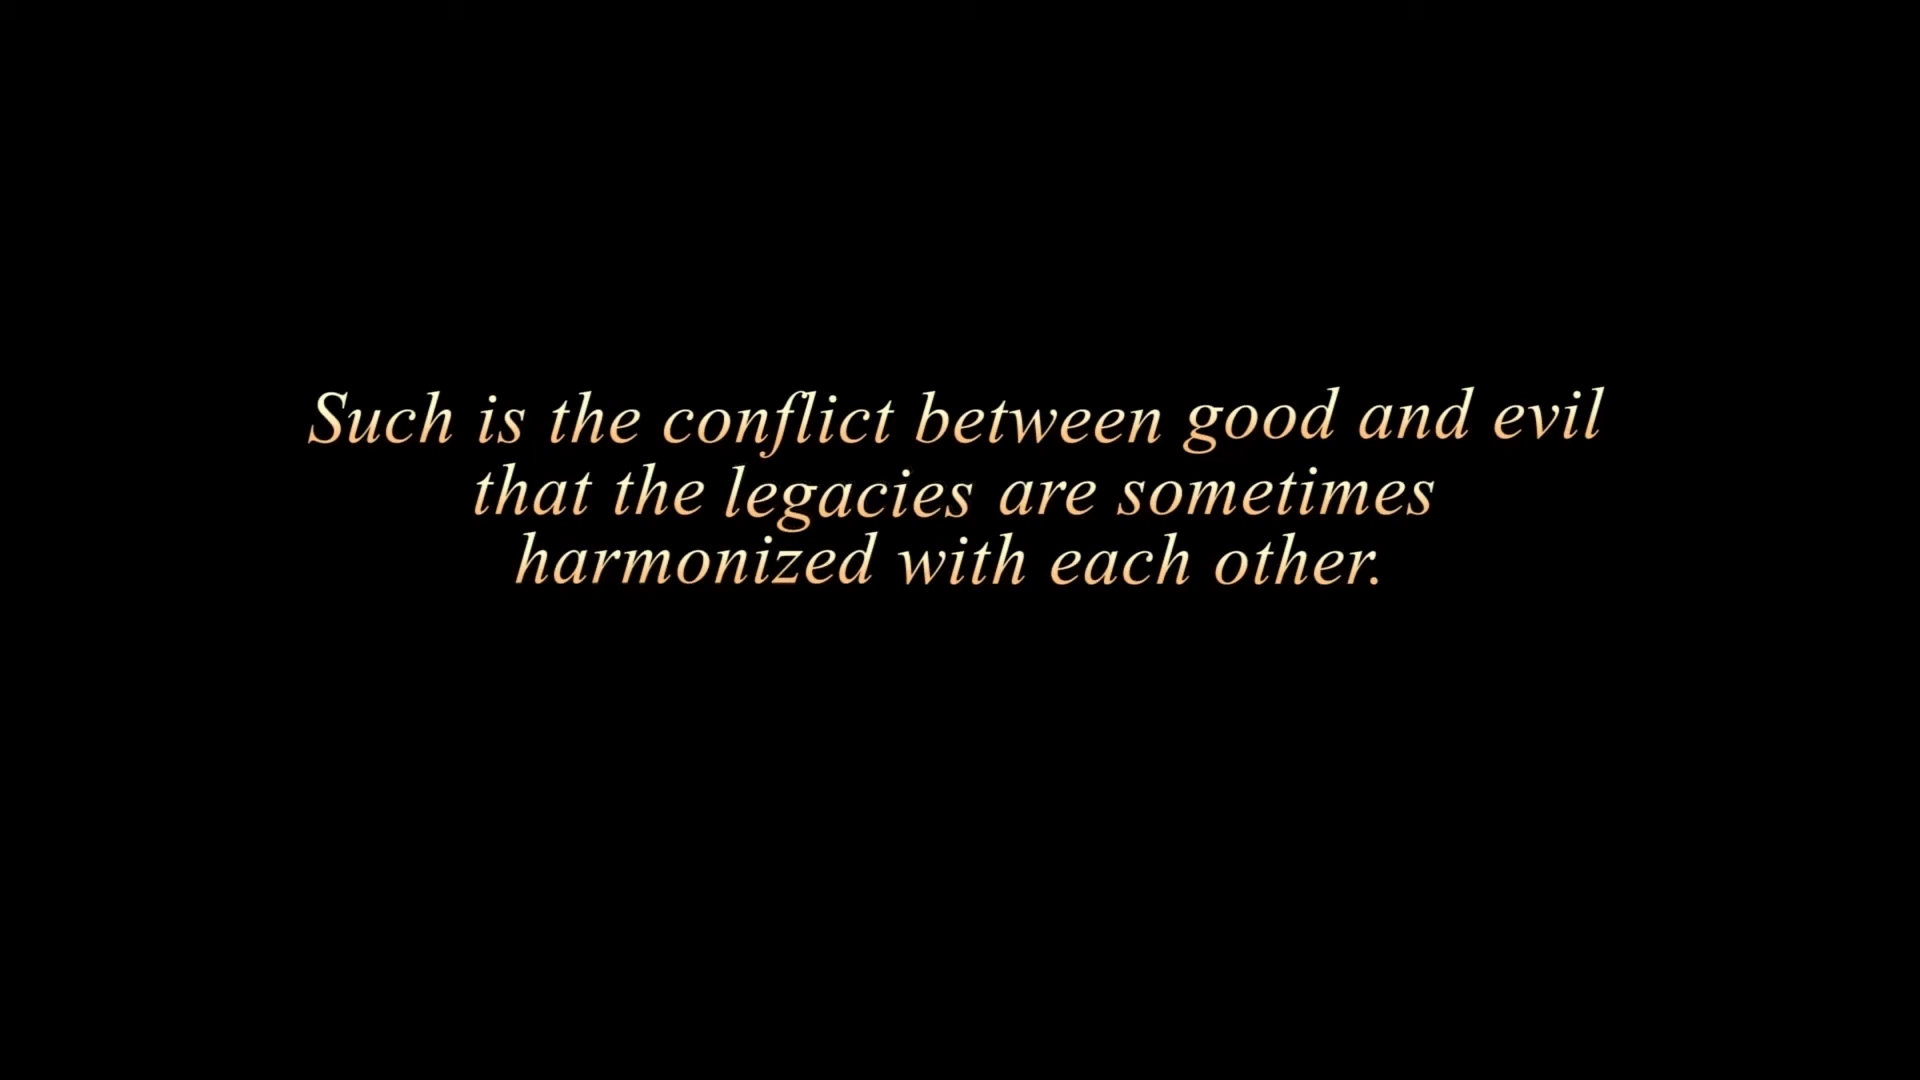 Such is the conflict between good and evil
that the legacies are sometimes
harmonized with each other.